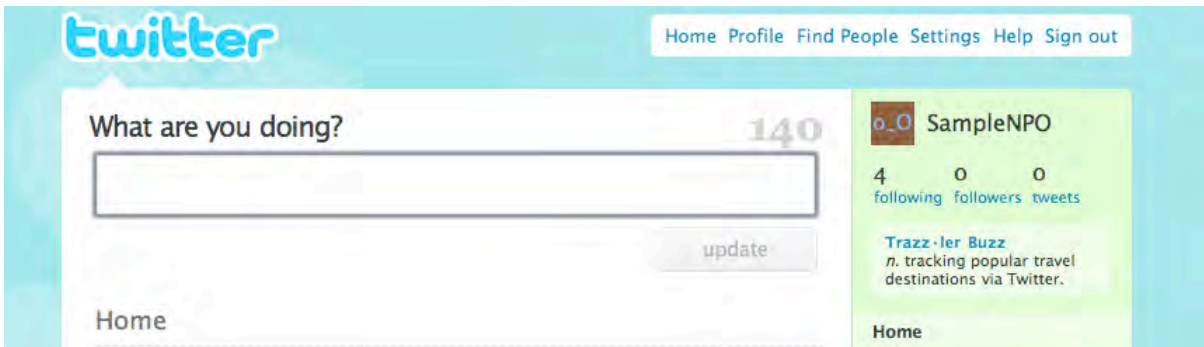 twitter
Home Profile Find People Settings Help Sign out
What are you doing?
140
update
Home
o_O
SampleNPO
4 0 0
following followers tweets
Trazz·ler Buzz
n. tracking popular travel
destinations via Twitter.
Home